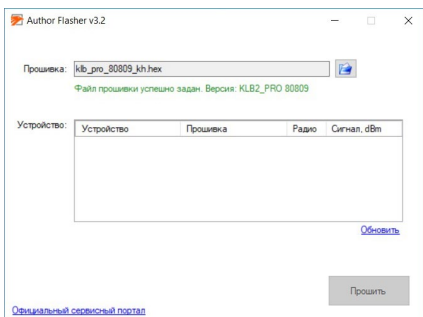 Author Flasher v3.2
Прошивка: klb_pro_80809_kh.hex
Файл прошивки успешно задан. Версия: KLB2_PRO 80809
Устройство: Устройство Прошивка Радио Сигнал, dBm
Обновить
Прошить
Официальный сервисный портал